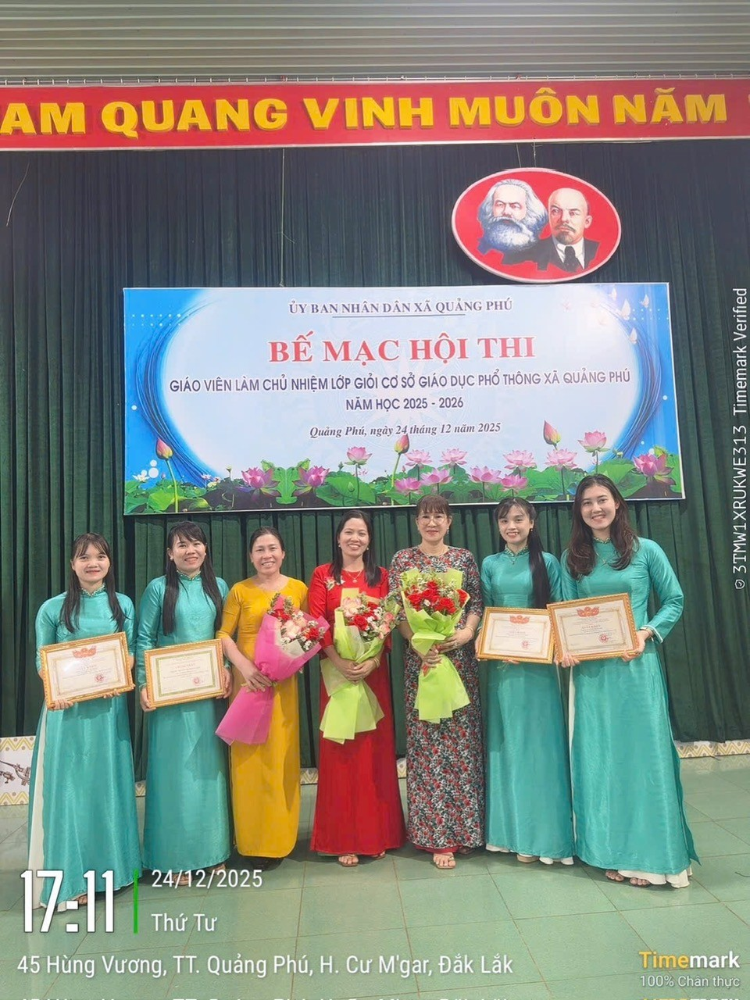 AM QUANG VINH MUÔN NĂM
ỦY BAN NHÂN DÂN XÃ QUẢNG PHÚ
BẾ MẠC HỘI THI
GIÁO VIÊN LÀM CHỦ NHIỆM LỚP GIỎI CƠ SỞ GIÁO DỤC PHỔ THÔNG XÃ QUẢNG PHÚ
NĂM HỌC 2025 - 2026
Quảng Phú, ngày 24 tháng 12 năm 2025
3TMW1XRUKWE313 Timemark Verified
17:11
24/12/2025
Thứ Tư
45 Hùng Vương, TT. Quảng Phú, H. Cư M'gar, Đắk Lắk
Timemark
100% Chân thực